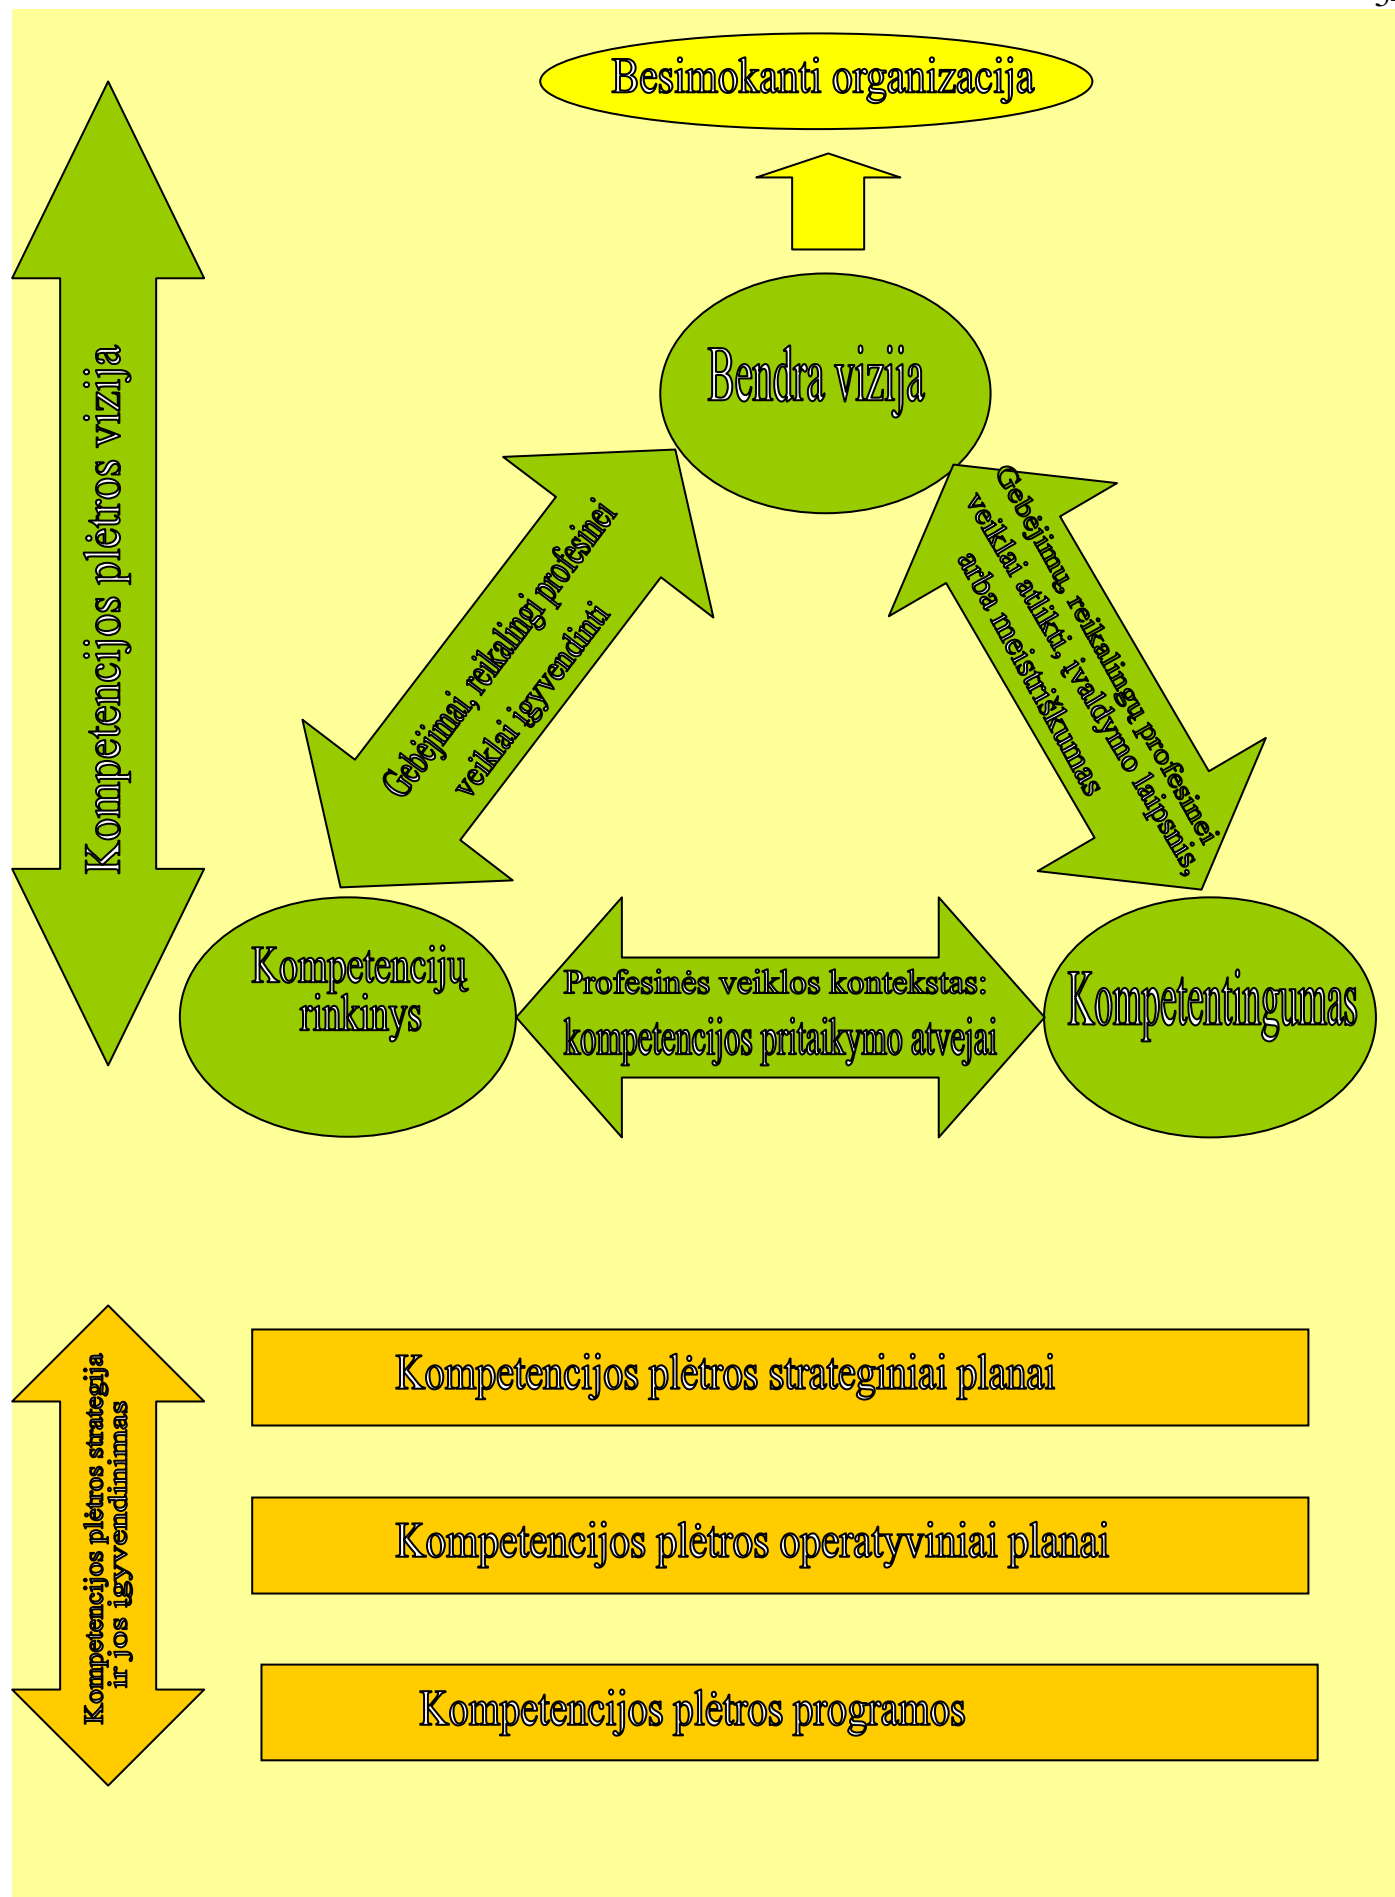 Besimokanti organizacija
Kompetencijos plėtros vizija
Bendra vizija
Gebėjimai, reikalingi profesinei
veiklai įgyvendinti
Gebėjimų, reikalingų profesinei
veiklai atlikti, įvaldymo laipsnis,
arba meistriškumas
Kompetencijų
rinkinys
Profesinės veiklos kontekstas:
kompetencijos pritaikymo atvejai
Kompetentingumas
Kompetencijos plėtros strategija
ir jos įgyvendinimas
Kompetencijos plėtros strateginiai planai
Kompetencijos plėtros operatyviniai planai
Kompetencijos plėtros programos